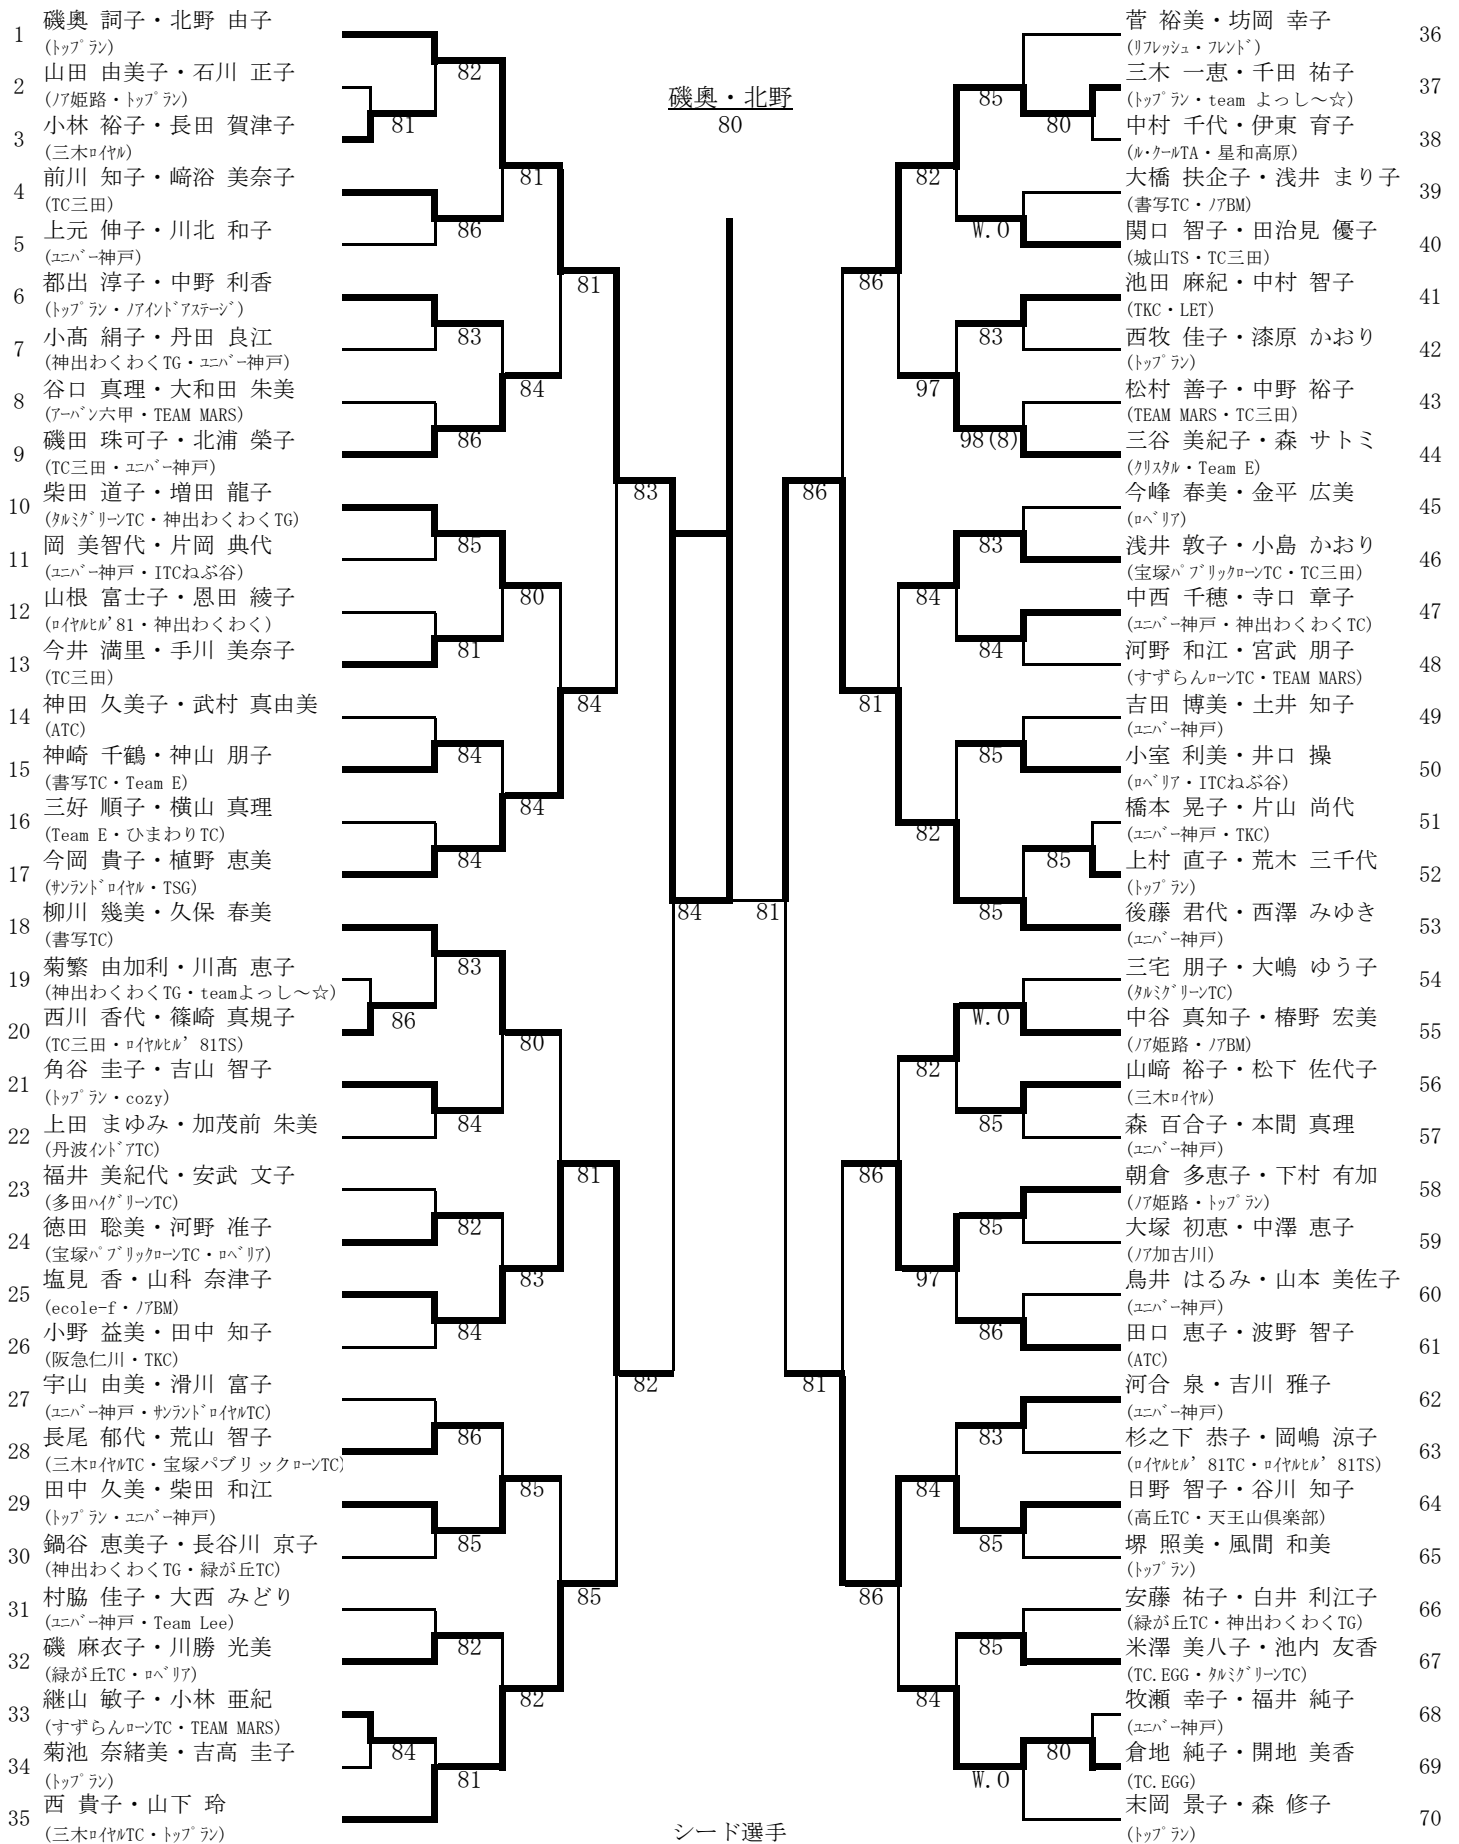 1 磯奥 詞子・北野 由子
(トップラン)
2 山田 由美子・石川 正子
(ノア姫路・トップラン)
3 小林 裕子・長田 賀津子
(三木ロイヤル)
4 前川 知子・﨑浴 美奈子
(TC三田)
5 上元 伸子・川北 和子
(ユニバー神戸)
6 都出 淳子・中野 利香
(トップラン・ノアインドアステージ)
7 小髙 絹子・丹田 良江
(神出わくわくTG・ユニバー神戸)
8 谷口 真理・大和田 朱美
(アーバン六甲・TEAM MARS)
9 磯田 珠可子・北浦 榮子
(TC三田・ユニバー神戸)
10 柴田 道子・増田 龍子
(タルミグリーンTC・神出わくわくTG)
11 岡 美智代・片岡 典代
(ユニバー神戸・ITCねぶ谷)
12 山根 富士子・恩田 綾子
(ロイヤルヒル'81・神出わくわく)
13 今井 満里・手川 美奈子
(TC三田)
14 神田 久美子・武村 真由美
(ATC)
15 神崎 千鶴・神山 朋子
(書写TC・Team E)
16 三好 順子・横山 真理
(Team E・ひまわりTC)
17 今岡 貴子・植野 恵美
(サンランドロイヤル・TSG)
18 柳川 幾美・久保 春美
(書写TC)
19 菊繁 由加利・川髙 恵子
(神出わくわくTG・teamよっし～☆)
20 西川 香代・篠崎 真規子
(TC三田・ロイヤルヒル’81TS)
21 角谷 圭子・吉山 智子
(トップラン・cozy)
22 上田 まゆみ・加茂前 朱美
(丹波インドアTC)
23 福井 美紀代・安武 文子
(多田ハイグリーンTC)
24 徳田 聡美・河野 准子
(宝塚パブリックローンTC・ロベリア)
25 塩見 香・山科 奈津子
(ecole-f・ノアBM)
26 小野 益美・田中 知子
(阪急仁川・TKC)
27 宇山 由美・滑川 富子
(ユニバー神戸・サンランドロイヤルTC)
28 長尾 郁代・荒山 智子
(三木ロイヤルTC・宝塚パブリックローンTC)
29 田中 久美・柴田 和江
(トップラン・ユニバー神戸)
30 鍋谷 恵美子・長谷川 京子
(神出わくわくTG・緑が丘TC)
31 村脇 佳子・大西 みどり
(ユニバー神戸・Team Lee)
32 磯 麻衣子・川勝 光美
(緑が丘TC・ロベリア)
33 継山 敏子・小林 亜紀
(すずらんローンTC・TEAM MARS)
34 菊池 奈緒美・吉高 圭子
(トップラン)
35 西 貴子・山下 玲
(三木ロイヤルTC・トップラン)
81
86
84
82
86
83
86
85
81
84
84
83
84
82
84
86
85
82
81
81
84
80
84
80
83
85
82
81
84
81
85
83
82
84
磯奥・北野
80
81
86
81
86
81
86
86
82
97
84
82
82
97
84
84
85
W.0
83
98(8)
83
84
85
85
W.0
85
85
86
83
85
85
W.0
80
85
80
菅 裕美・坊岡 幸子 36
(リフレッシュ・フレンド)
三木 一恵・千田 祐子 37
(トップラン・team よっし～☆)
中村 千代・伊東 育子 38
(ル・クールTA・星和高原)
大橋 扶企子・浅井 まり子 39
(書写TC・ノアBM)
関口 智子・田治見 優子 40
(城山TS・TC三田)
池田 麻紀・中村 智子 41
(TKC・LET)
西牧 佳子・漆原 かおり 42
(トップラン)
松村 善子・中野 裕子 43
(TEAM MARS・TC三田)
三谷 美紀子・森 サトミ 44
(クリスタル・Team E)
今峰 春美・金平 広美 45
(ロベリア)
浅井 敦子・小島 かおり 46
(宝塚パブリックローンTC・TC三田)
中西 千穂・寺口 章子 47
(ユニバー神戸・神出わくわくTC)
河野 和江・宮武 朋子 48
(すずらんローンTC・TEAM MARS)
吉田 博美・土井 知子 49
(ユニバー神戸)
小室 利美・井口 操 50
(ロベリア・ITCねぶ谷)
橋本 晃子・片山 尚代 51
(ユニバー神戸・TKC)
上村 直子・荒木 三千代 52
(トップラン)
後藤 君代・西澤 みゆき 53
(ユニバー神戸)
三宅 朋子・大嶋 ゆう子 54
(タルミグリーンTC)
中谷 真知子・椿野 宏美 55
(ノア姫路・ノアBM)
山﨑 裕子・松下 佐代子 56
(三木ロイヤル)
森 百合子・本間 真理 57
(ユニバー神戸)
朝倉 多恵子・下村 有加 58
(ノア姫路・トップラン)
大塚 初恵・中澤 恵子 59
(ノア加古川)
鳥井 はるみ・山本 美佐子 60
(ユニバー神戸)
田口 恵子・波野 智子 61
(ATC)
河合 泉・吉川 雅子 62
(ユニバー神戸)
杉之下 恭子・岡嶋 涼子 63
(ロイヤルヒル’81TC・ロイヤルヒル’81TS)
日野 智子・谷川 知子 64
(高丘TC・天王山倶楽部)
堺 照美・風間 和美 65
(トップラン)
安藤 祐子・白井 利江子 66
(緑が丘TC・神出わくわくTG)
米澤 美八子・池内 友香 67
(TC.EGG・タルミグリーンTC)
牧瀬 幸子・福井 純子 68
(ユニバー神戸)
倉地 純子・開地 美香 69
(TC.EGG)
末岡 景子・森 修子 70
(トップラン)
シード選手